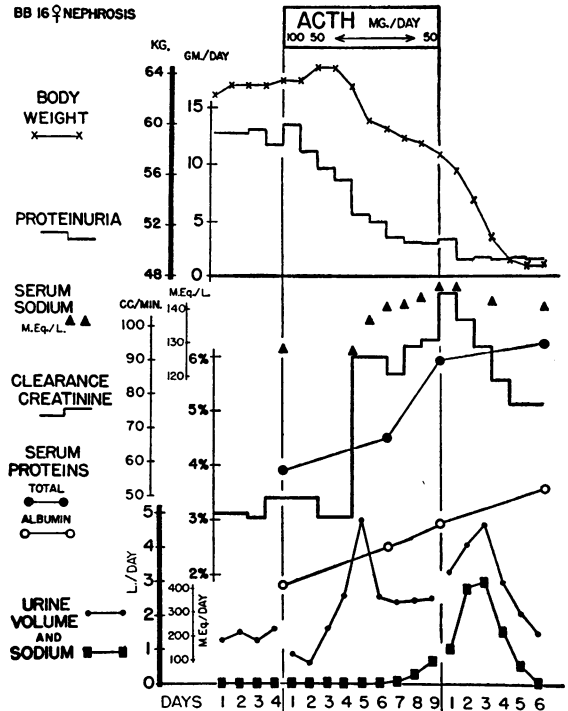 BB 16♀NEPHROSIS
ACTH MG./DAY
100 50 50
KG.
GM./DAY
64
60
56
52
48
15
10
5
0
BODY
WEIGHT
PROTEINURIA
SERUM
SODIUM
M.Eq./L.
CLEARANCE
CREATININE
SERUM
PROTEINS
TOTAL
ALBUMIN
URINE
VOLUME
AND
SODIUM
CC/MIN.
100
90
80
70
60
50
M.Eq./L.
140
130
120
6%
5%
4%
3%
2%
L./DAY
5
4
3
2
1
0
M.Eq./DAY
400
300
200
100
DAYS 1 2 3 4 1 2 3 4 5 6 7 8 9 1 2 3 4 5 6